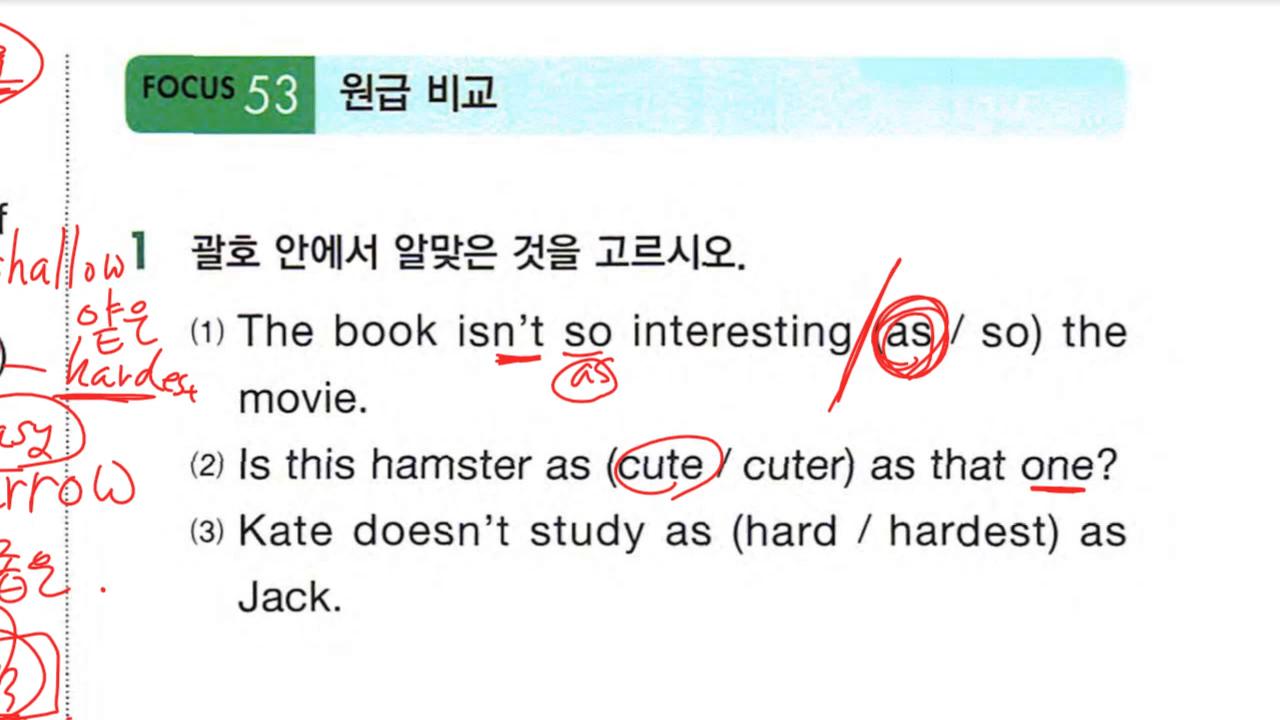 FOCUS 53 원급 비교
1 괄호 안에서 알맞은 것을 고르시오.
(1) The book isn't so interesting (as / so) the
as
movie.
(2) Is this hamster as (cute / cuter) as that one?
(3) Kate doesn't study as (hard / hardest) as
Jack.
hallow
얕은
hardest